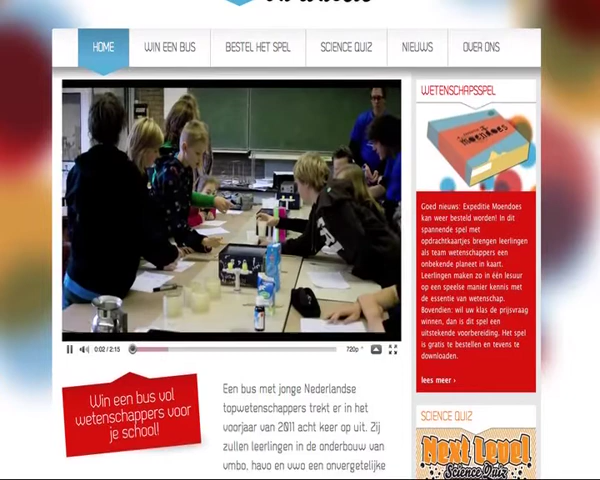 HOME
WIN EEN BUS
BESTEL HET SPEL
SCIENCE QUIZ
NIEUWS
OVER ONS
WETENSCHAPSSPEL
Goed nieuws: Expeditie Moendoes
kan weer besteld worden! In dit
spannende spel met
opdrachtkaartjes brengen leerlingen
als team wetenschappers een
onbekende planeet in kaart.
Leerlingen maken zo in één lesuur
op een speelse manier kennis met
de essentie van wetenschap.
Bovendien: wil uw klas de prijsvraag
winnen, dan is dit spel een
uitstekende voorbereiding. Het spel
is gratis te bestellen en tevens te
downloaden.
lees meer ›
0:02 / 2:15
720p
Win een bus vol
wetenschappers voor
je school!
Een bus met jonge Nederlandse
topwetenschappers trekt er in het
voorjaar van 2011 acht keer op uit. Zij
zullen leerlingen in de onderbouw van
vmbo, havo en vwo een onvergetelijke
SCIENCE QUIZ
Next Level
Science Quiz